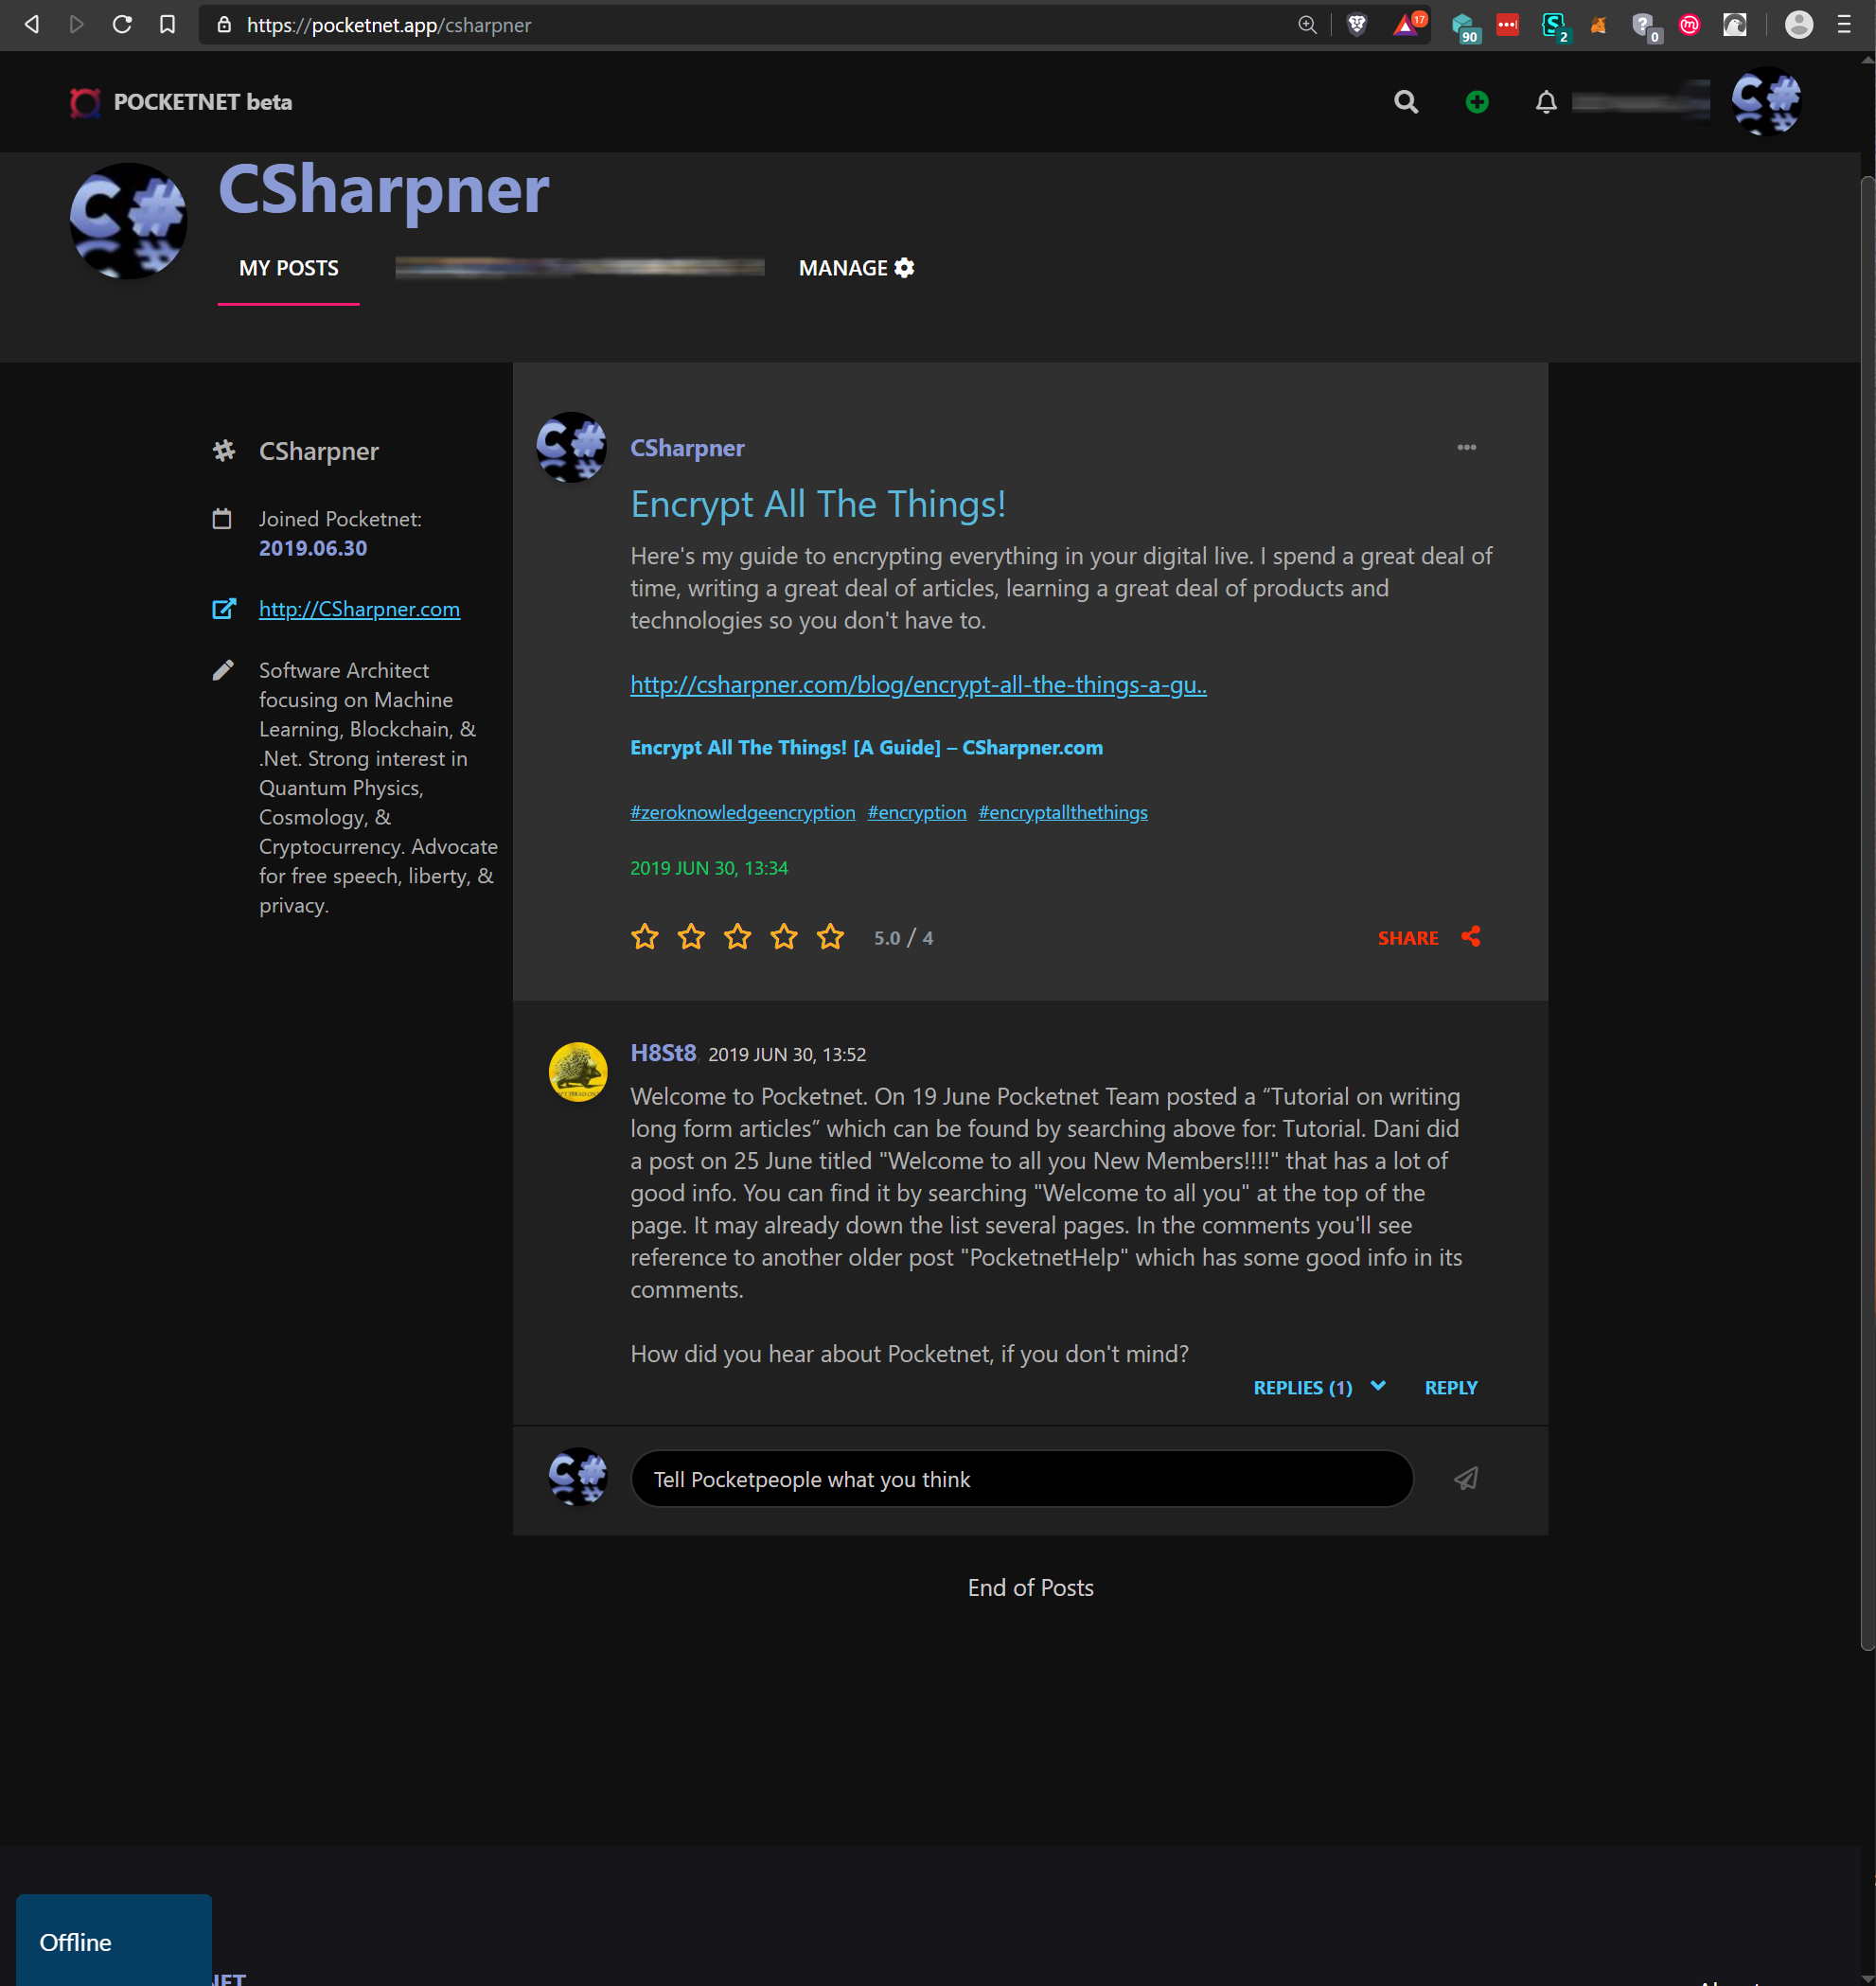 https://pocketnet.app/csharpner
17
90
2
0
POCKETNET beta
C#
C#
CSharpner
MY POSTS
MANAGE
CSharpner
Joined Pocketnet:
2019.06.30
http://CSharpner.com
Software Architect
focusing on Machine
Learning, Blockchain, &
.Net. Strong interest in
Quantum Physics,
Cosmology, &
Cryptocurrency. Advocate
for free speech, liberty, &
privacy.
C#
CSharpner
Encrypt All The Things!
Here's my guide to encrypting everything in your digital live. I spend a great deal of
time, writing a great deal of articles, learning a great deal of products and
technologies so you don't have to.
http://csharpner.com/blog/encrypt-all-the-things-a-gu..
Encrypt All The Things! [A Guide] – CSharpner.com
#zeroknowledgeencryption #encryption #encryptallthethings
2019 JUN 30, 13:34
5.0 / 4
SHARE
H8St8 2019 JUN 30, 13:52
Welcome to Pocketnet. On 19 June Pocketnet Team posted a “Tutorial on writing
long form articles” which can be found by searching above for: Tutorial. Dani did
a post on 25 June titled "Welcome to all you New Members!!!!" that has a lot of
good info. You can find it by searching "Welcome to all you" at the top of the
page. It may already down the list several pages. In the comments you'll see
reference to another older post "PocketnetHelp" which has some good info in its
comments.
How did you hear about Pocketnet, if you don't mind?
REPLIES (1)
REPLY
C#
Tell Pocketpeople what you think
End of Posts
Offline